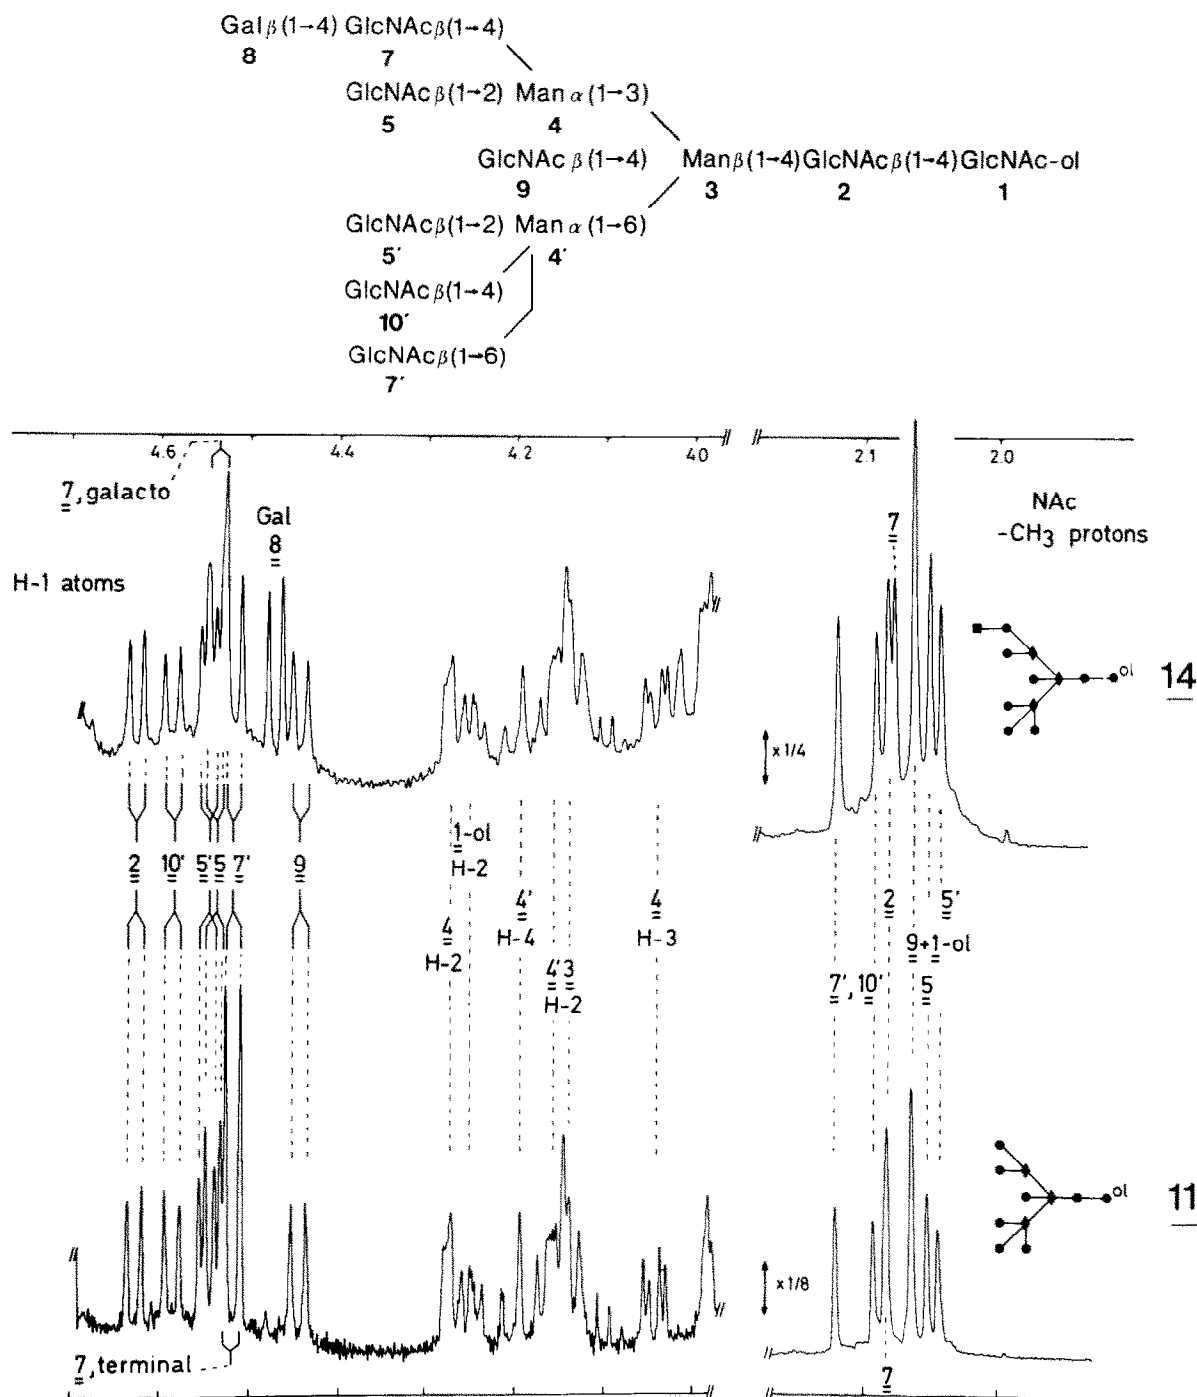 Galβ(1→4) GlcNAcβ(1→4)
8 7
GlcNAcβ(1→2) Manα(1→3)
5 4
GlcNAcβ(1→4) Manβ(1→4)GlcNAcβ(1→4)GlcNAc-ol
9 3 2 1
GlcNAcβ(1→2) Manα(1→6)
5' 4'
GlcNAcβ(1→4)
10'
GlcNAcβ(1→6)
7'
4.6 4.4 4.2 4.0 2.1 2.0
7, galacto
Gal
8
H-1 atoms
7
NAc
-CH3 protons
x 1/4
ol
14
2 10' 5' 5 7' 9
1-ol
H-2
4
H-2
4'
H-4
4' 3
H-2
4
H-3
2 5'
9+1-ol
7', 10' 5
x 1/8
ol
11
7, terminal
7